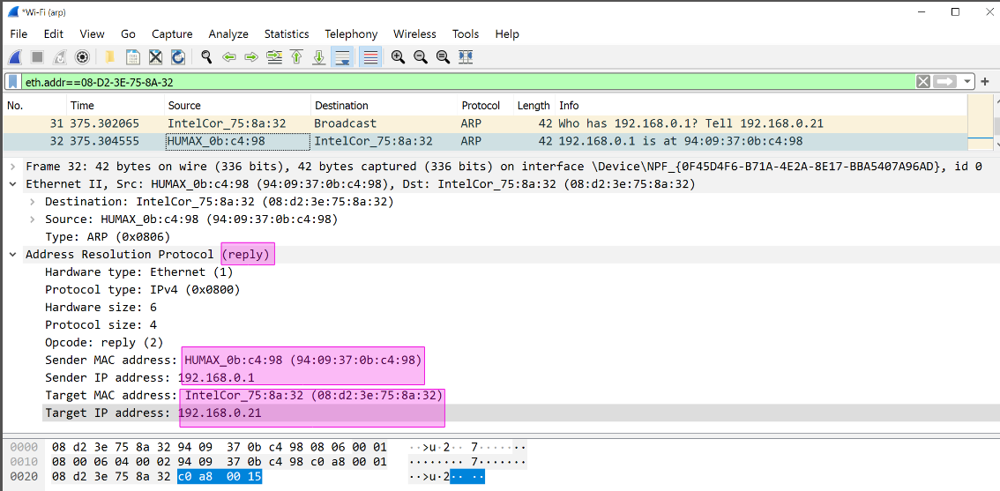 *Wi-Fi (arp)
File Edit View Go Capture Analyze Statistics Telephony Wireless Tools Help
eth.addr==08-D2-3E-75-8A-32
No. Time Source Destination Protocol Length Info
31 375.302065 IntelCor_75:8a:32 Broadcast ARP 42 Who has 192.168.0.1? Tell 192.168.0.21
32 375.304555 HUMAX_0b:c4:98 IntelCor_75:8a:32 ARP 42 192.168.0.1 is at 94:09:37:0b:c4:98
Frame 32: 42 bytes on wire (336 bits), 42 bytes captured (336 bits) on interface \Device\NPF_{0F45D4F6-B71A-4E2A-8E17-BBA5407A96AD}, id 0
Ethernet II, Src: HUMAX_0b:c4:98 (94:09:37:0b:c4:98), Dst: IntelCor_75:8a:32 (08:d2:3e:75:8a:32)
Destination: IntelCor_75:8a:32 (08:d2:3e:75:8a:32)
Source: HUMAX_0b:c4:98 (94:09:37:0b:c4:98)
Type: ARP (0x0806)
Address Resolution Protocol (reply)
Hardware type: Ethernet (1)
Protocol type: IPv4 (0x0800)
Hardware size: 6
Protocol size: 4
Opcode: reply (2)
Sender MAC address: HUMAX_0b:c4:98 (94:09:37:0b:c4:98)
Sender IP address: 192.168.0.1
Target MAC address: IntelCor_75:8a:32 (08:d2:3e:75:8a:32)
Target IP address: 192.168.0.21
0000 08 d2 3e 75 8a 32 94 09 37 0b c4 98 08 06 00 01 ··>u·2·· 7·······
0010 08 00 06 04 00 02 94 09 37 0b c4 98 c0 a8 00 01 ········ 7·······
0020 08 d2 3e 75 8a 32 c0 a8 00 15 ··>u·2·· ··